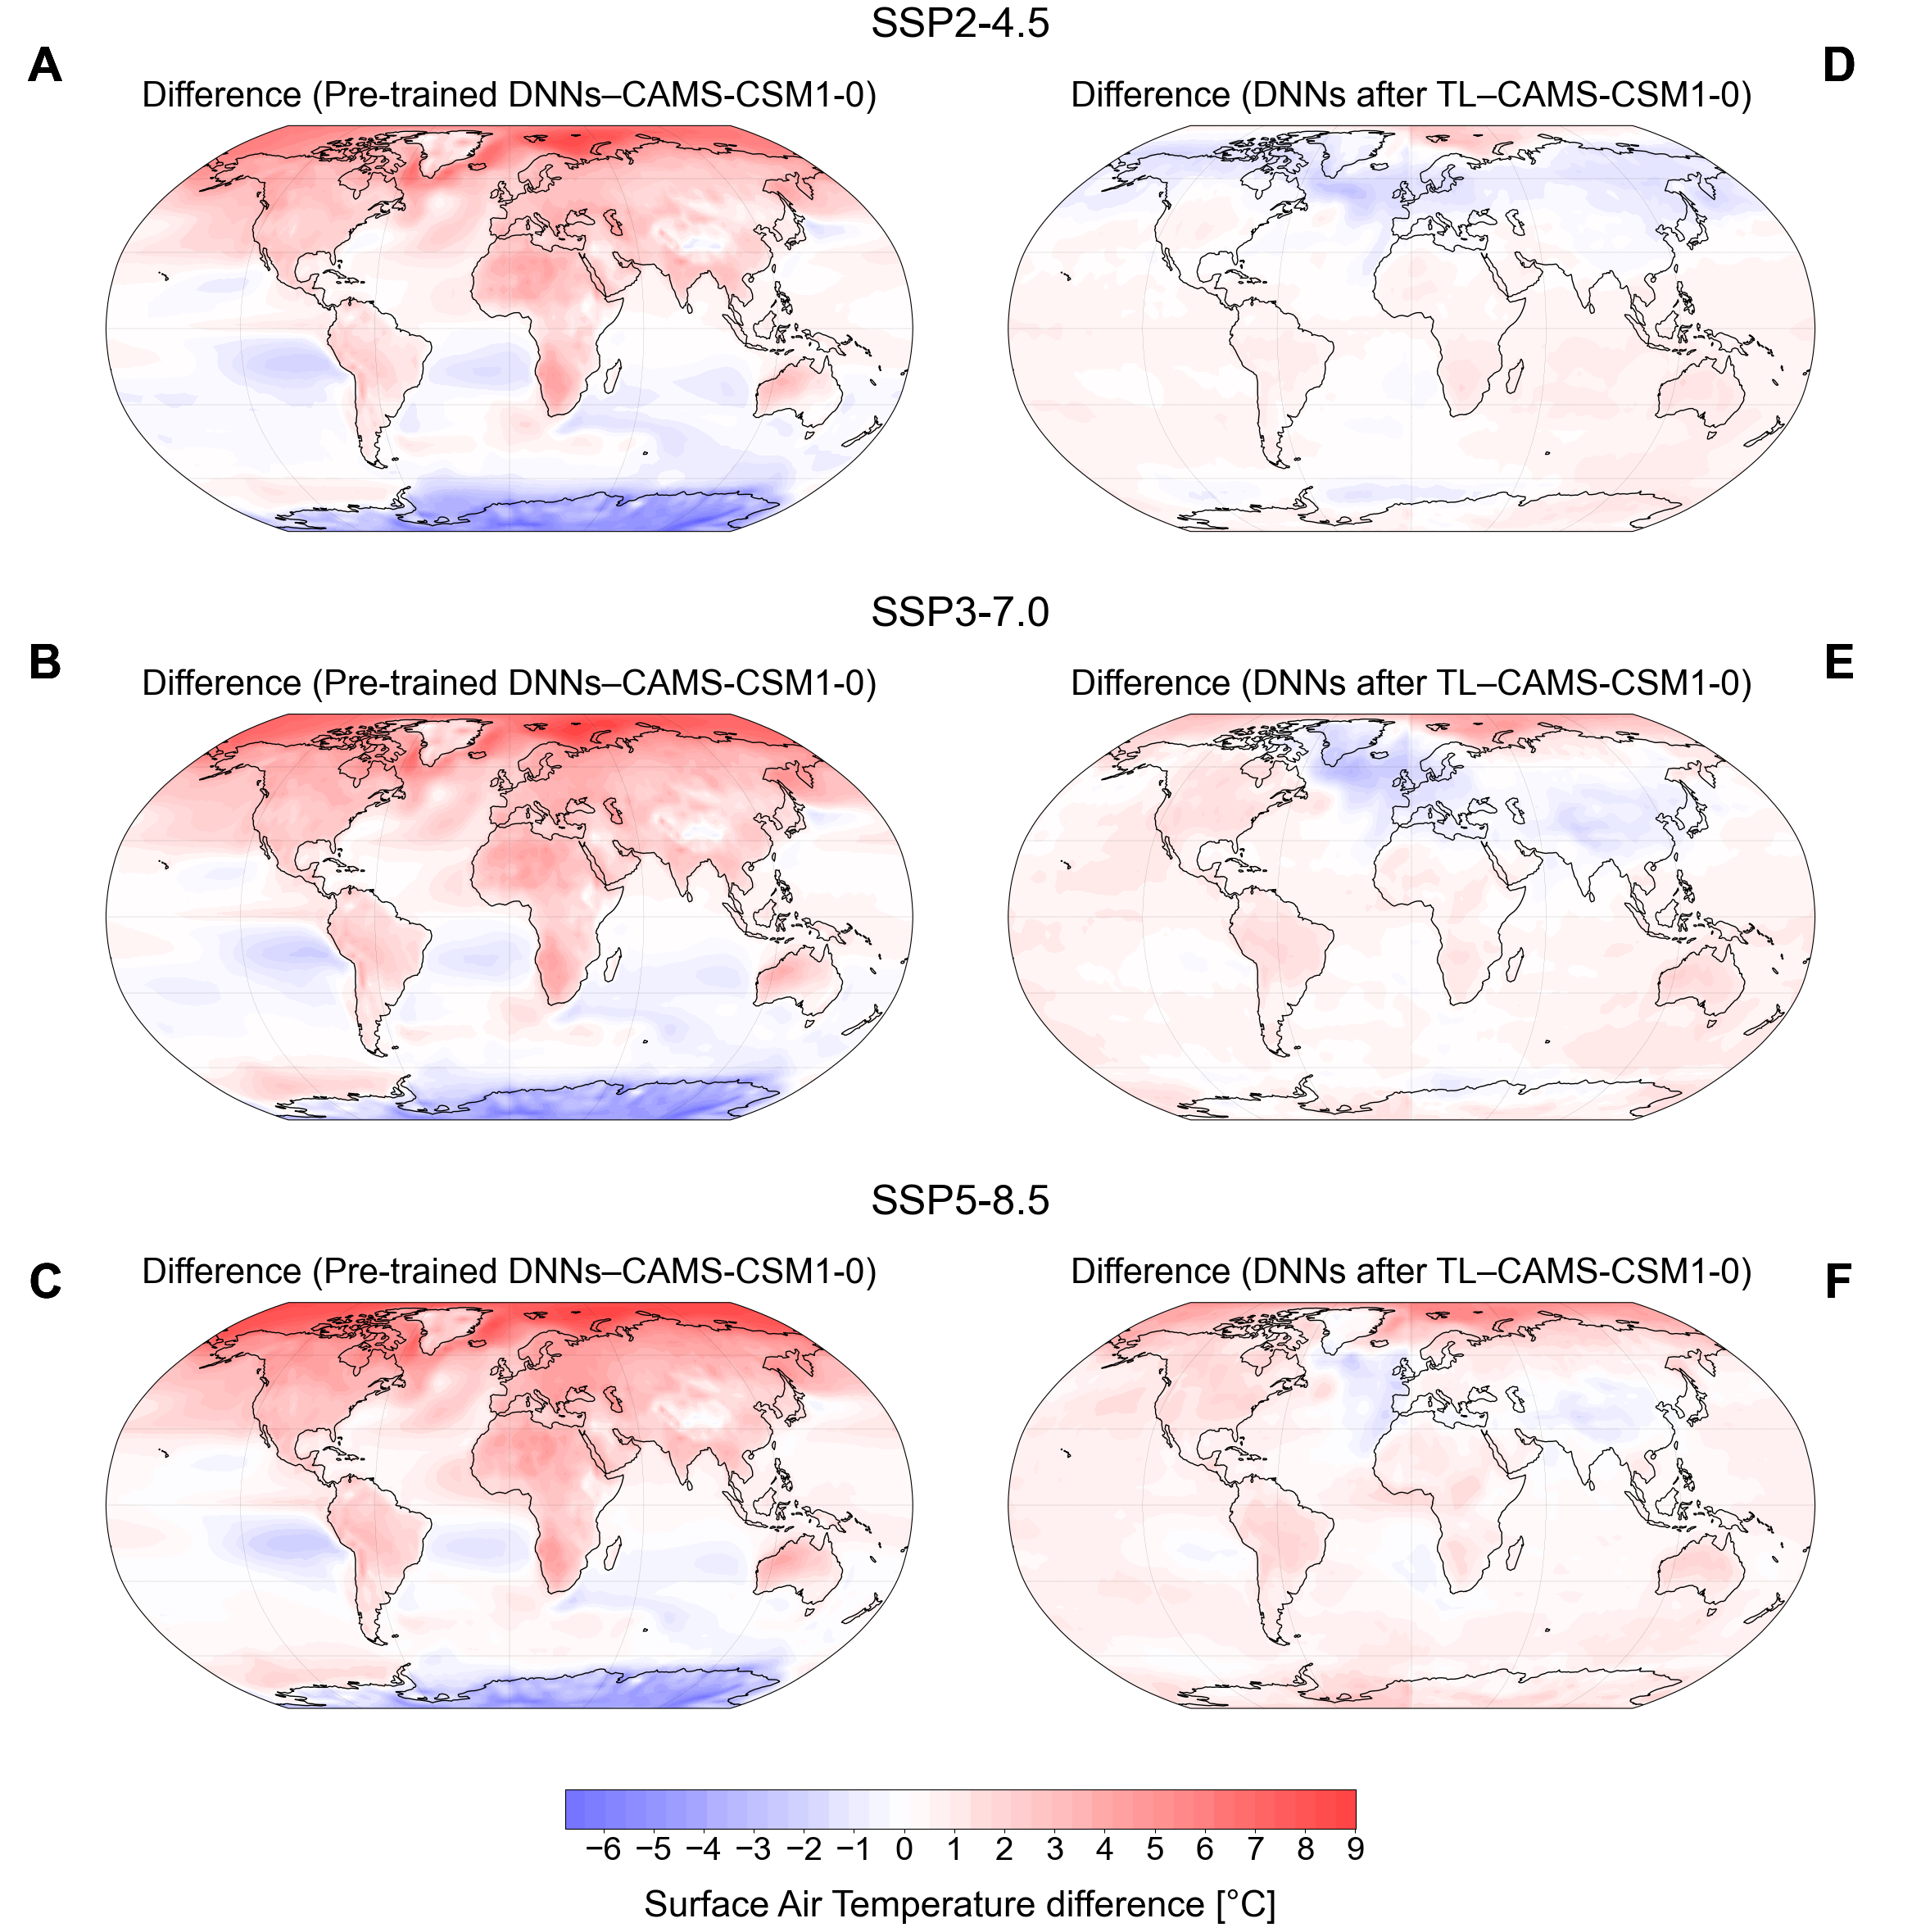 SSP2-4.5
A
D
Difference (Pre-trained DNNs–CAMS-CSM1-0)
Difference (DNNs after TL–CAMS-CSM1-0)
SSP3-7.0
B
E
Difference (Pre-trained DNNs–CAMS-CSM1-0)
Difference (DNNs after TL–CAMS-CSM1-0)
SSP5-8.5
C
F
Difference (Pre-trained DNNs–CAMS-CSM1-0)
Difference (DNNs after TL–CAMS-CSM1-0)
−6 −5 −4 −3 −2 −1 0 1 2 3 4 5 6 7 8 9
Surface Air Temperature difference [°C]